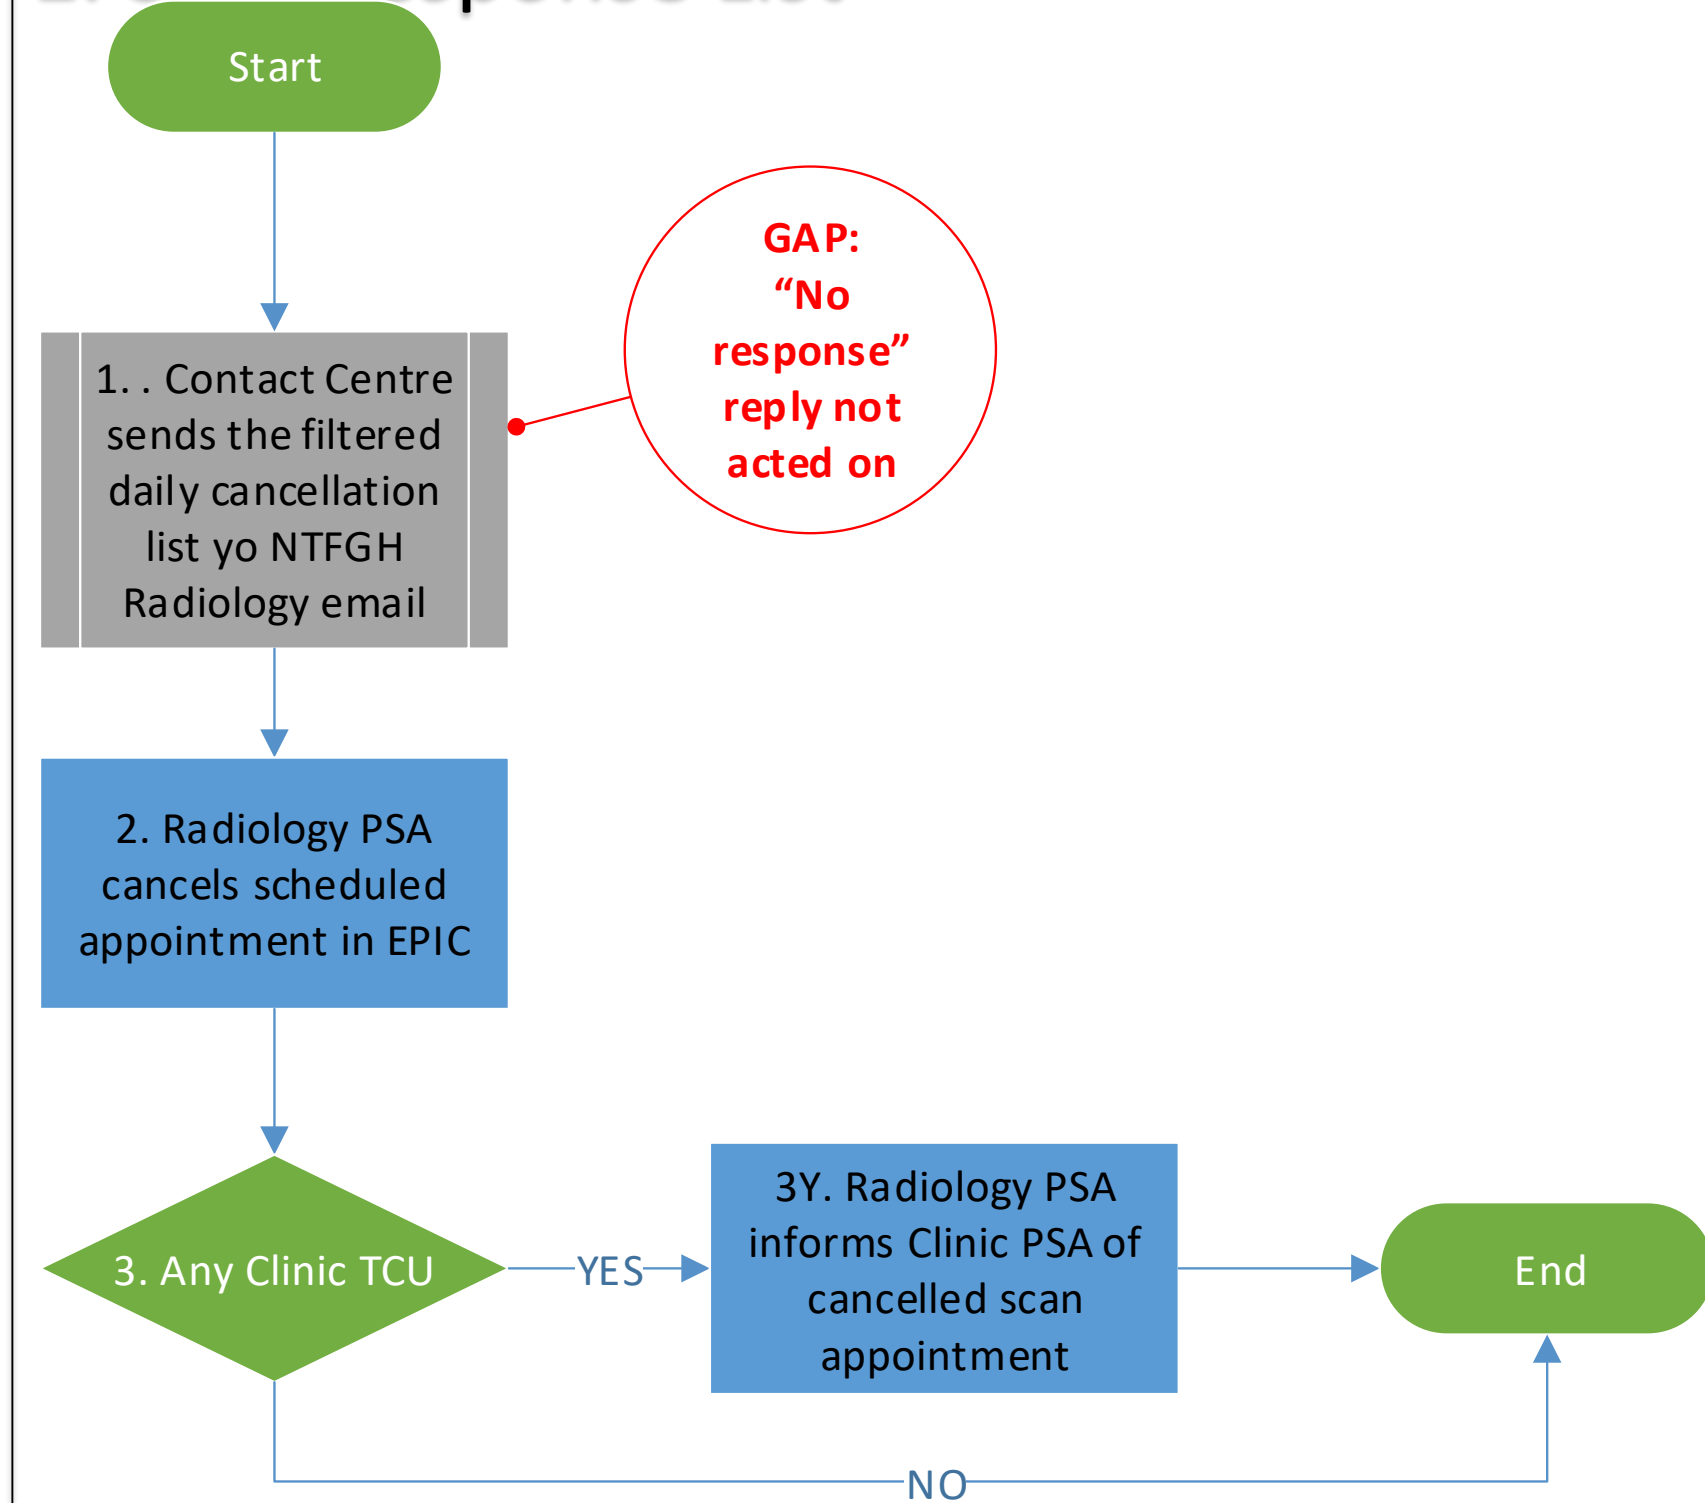 List
Start
GAP:
“No
response”
reply not
acted on
1. . Contact Centre
sends the filtered
daily cancellation
list yo NTFGH
Radiology email
2. Radiology PSA
cancels scheduled
appointment in EPIC
3. Any Clinic TCU
YES
3Y. Radiology PSA
informs Clinic PSA of
cancelled scan
appointment
End
NO